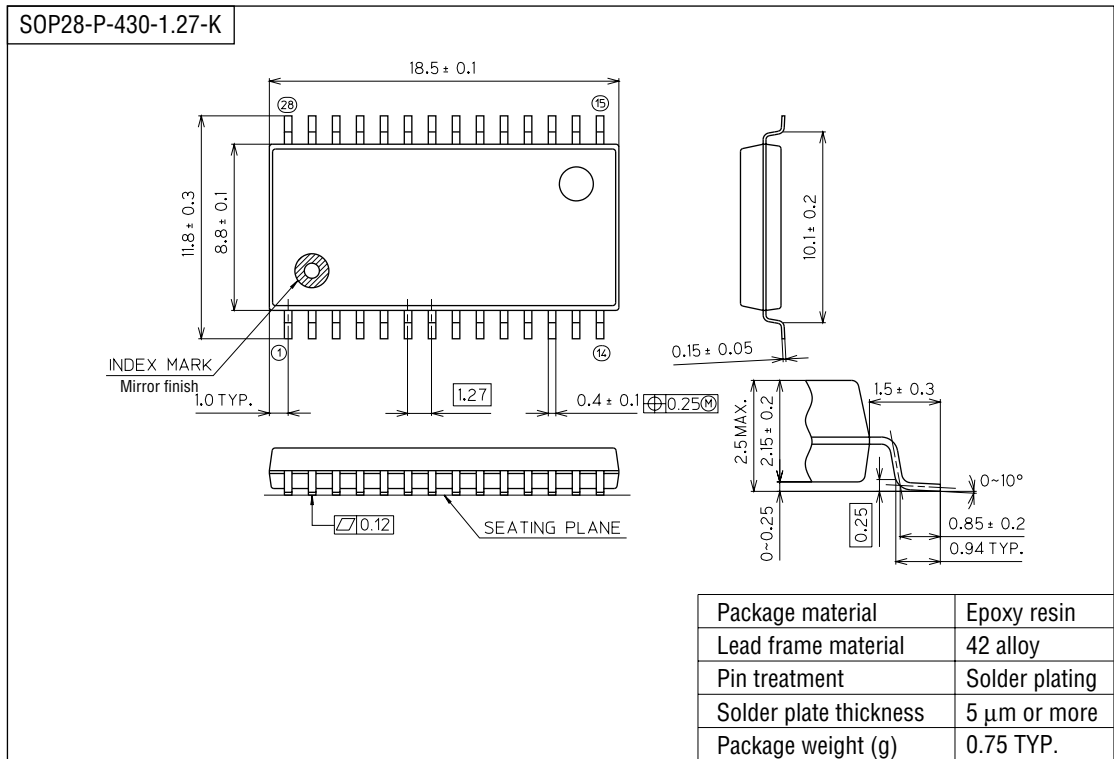 SOP28-P-430-1.27-K
18.5 ± 0.1
28
15
11.8 ± 0.3
8.8 ± 0.1
10.1 ± 0.2
1
14
INDEX MARK
Mirror finish
1.0 TYP.
1.27
0.4 ± 0.1
⌖0.25Ⓜ
0.15 ± 0.05
1.5 ± 0.3
2.5 MAX.
2.15 ± 0.2
0~10°
0~0.25
0.25
0.85 ± 0.2
0.94 TYP.
⏥0.12
SEATING PLANE
Package material Epoxy resin
Lead frame material 42 alloy
Pin treatment Solder plating
Solder plate thickness 5 μm or more
Package weight (g) 0.75 TYP.